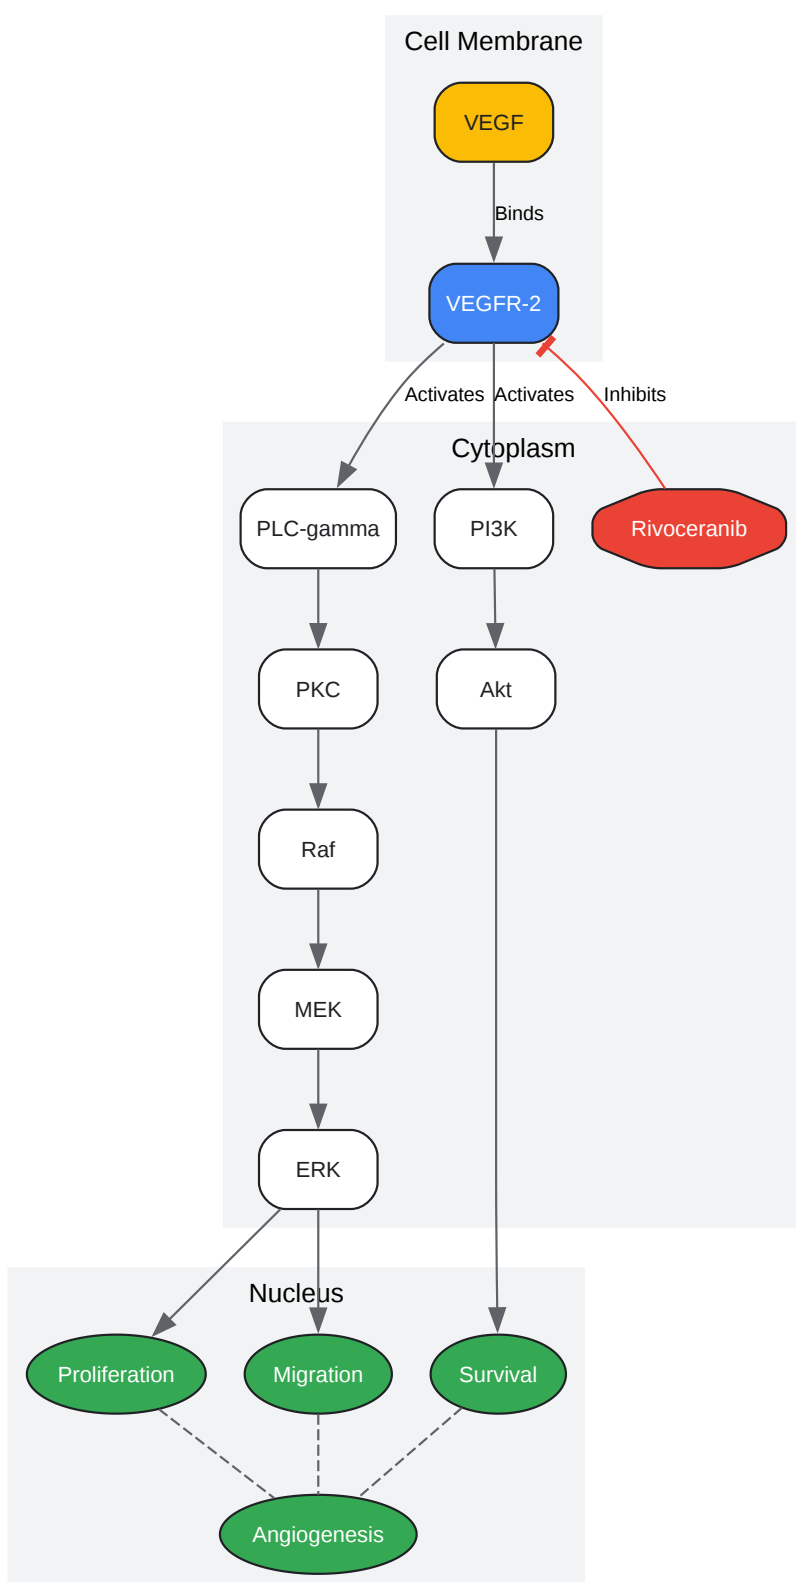 Cell Membrane
VEGF
Binds
VEGFR-2
Activates
Activates
Inhibits
Cytoplasm
PLC-gamma
PI3K
Rivoceranib
PKC
Akt
Raf
MEK
ERK
Nucleus
Proliferation
Migration
Survival
Angiogenesis